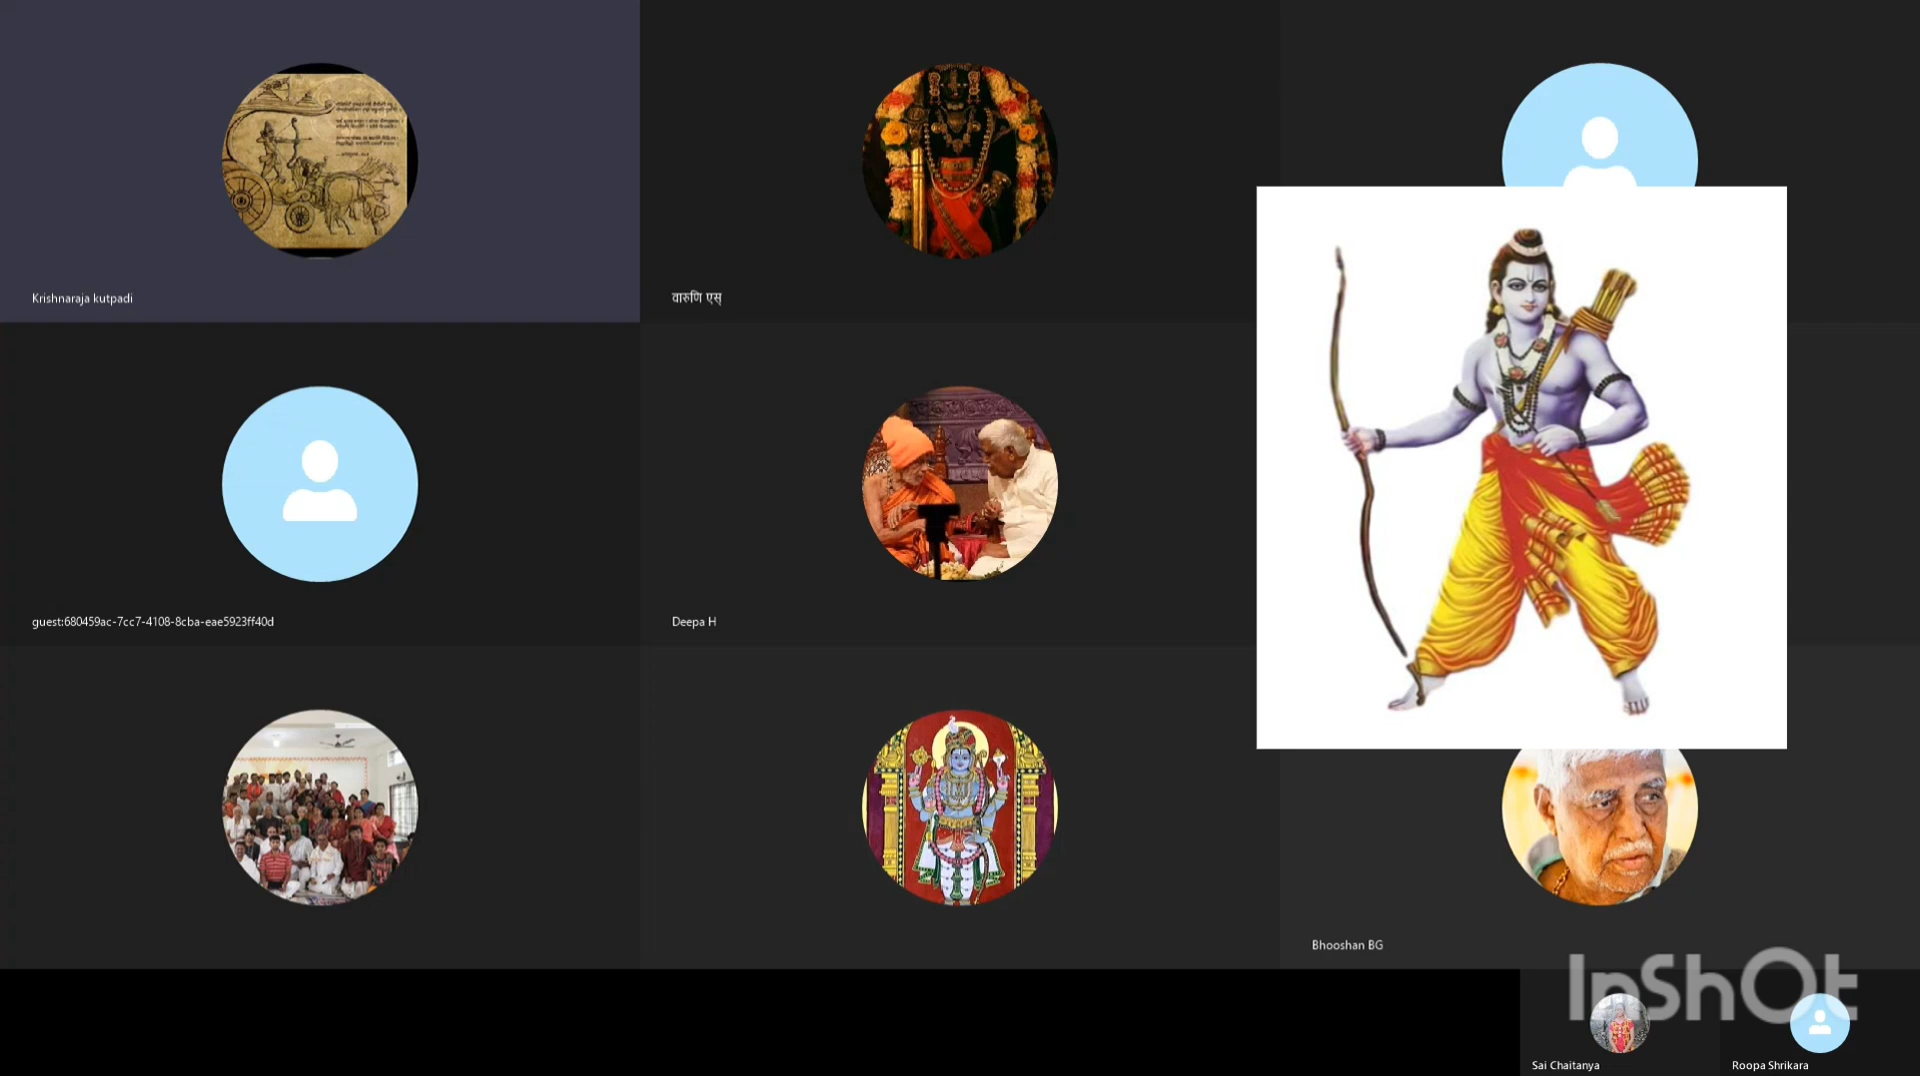 Krishnaraja kutpadi
वारुणि एस्
guest:680459ac-7cc7-4108-8cba-eae5923ff40d
Deepa H
Bhooshan BG
InShOt
Sai Chaitanya
Roopa Shrikara